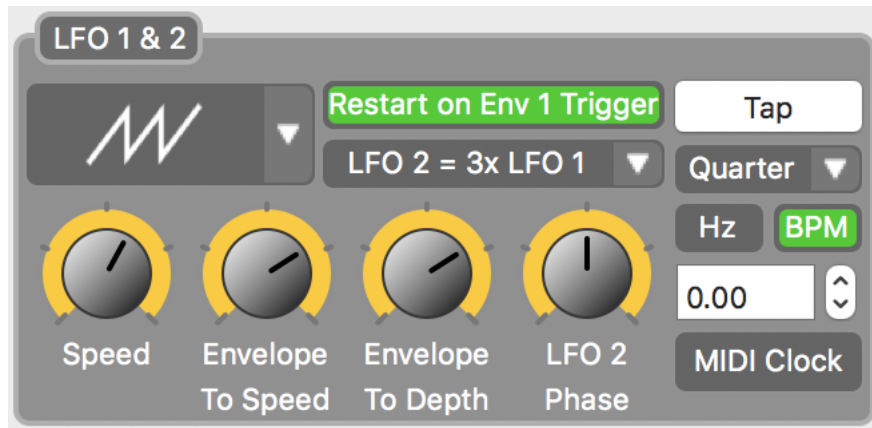 LFO 1 & 2
Restart on Env 1 Trigger
Tap
LFO 2 = 3x LFO 1
Quarter
Hz
BPM
0.00
MIDI Clock
Speed
Envelope
To Speed
Envelope
To Depth
LFO 2
Phase